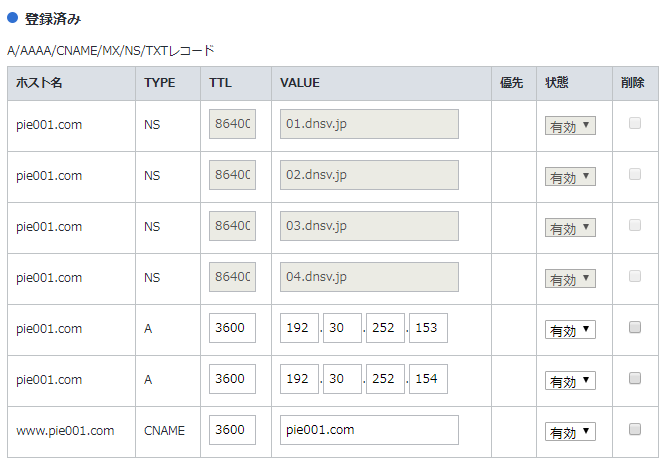 登録済み
A/AAAA/CNAME/MX/NS/TXTレコード
ホスト名 TYPE TTL VALUE 優先 状態 削除
pie001.com NS 86400 01.dnsv.jp 有効
pie001.com NS 86400 02.dnsv.jp 有効
pie001.com NS 86400 03.dnsv.jp 有効
pie001.com NS 86400 04.dnsv.jp 有効
pie001.com A 3600 192 . 30 . 252 . 153 有効
pie001.com A 3600 192 . 30 . 252 . 154 有効
www.pie001.com CNAME 3600 pie001.com 有効